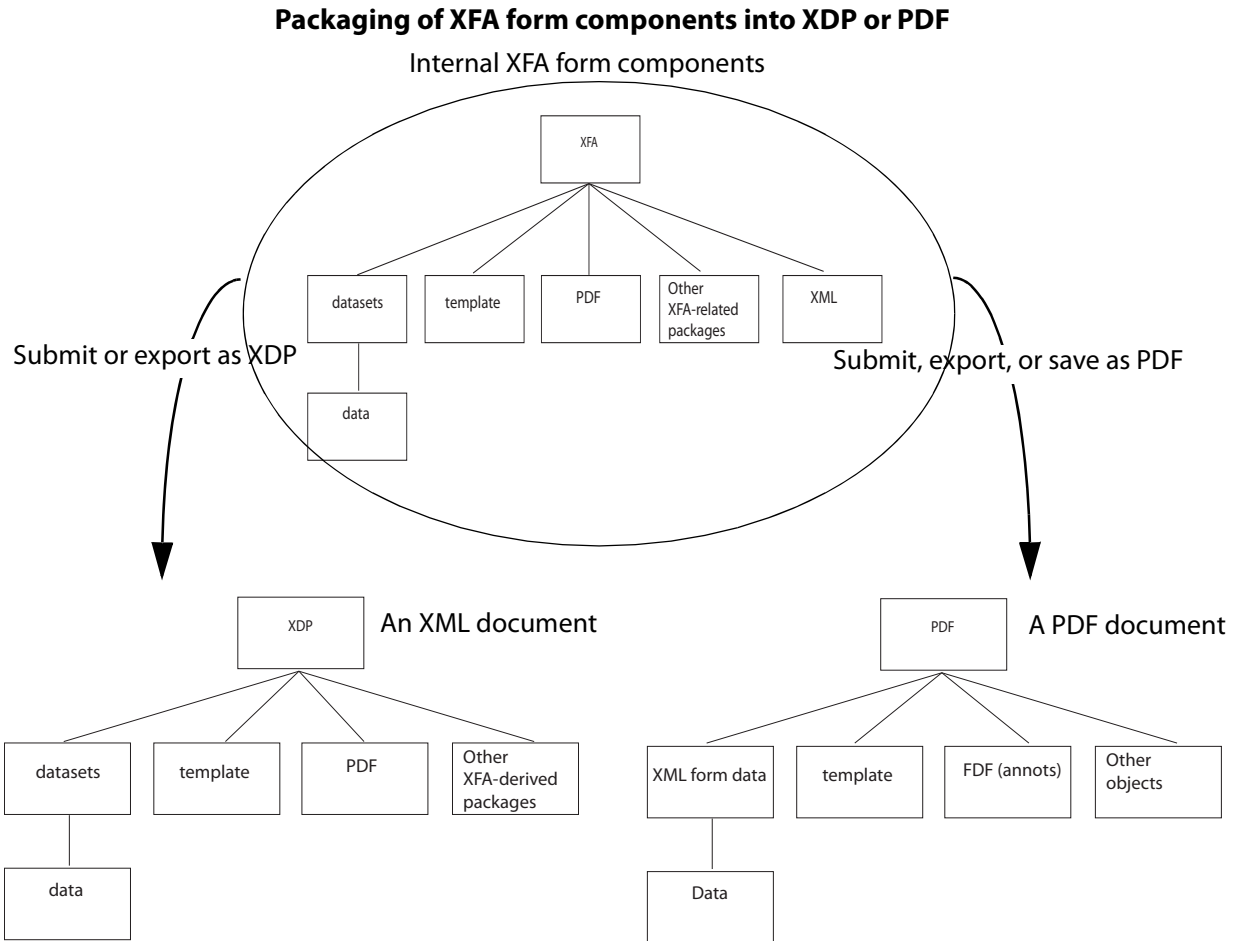 Packaging of XFA form components into XDP or PDF
Internal XFA form components
XFA
datasets
template
PDF
Other
XFA-related
packages
XML
Submit or export as XDP
Submit, export, or save as PDF
data
XDP
An XML document
PDF
A PDF document
datasets
template
PDF
Other
XFA-derived
packages
XML form data
template
FDF (annots)
Other
objects
data
Data